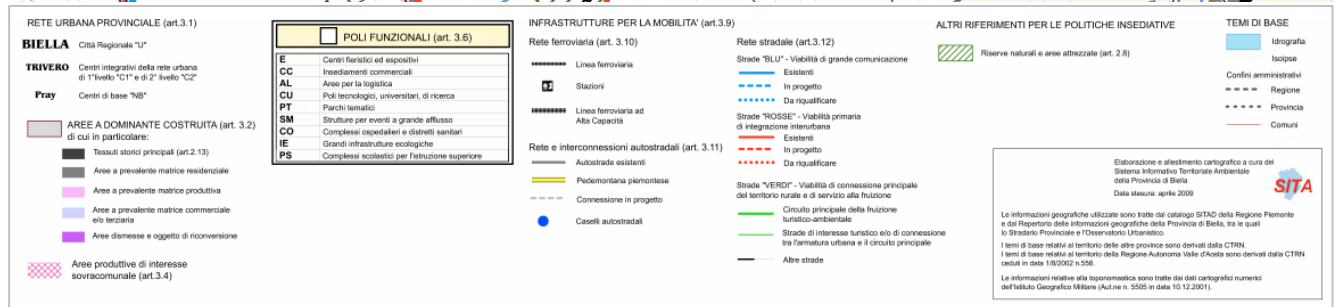 RETE URBANA PROVINCIALE (art.3.1)
BIELLA Città Regionale "U"
TRIVERO Centri integrativi della rete urbana
di 1°livello "C1" e di 2° livello "C2"
Pray Centri di base "NB"
AREE A DOMINANTE COSTRUITA (art. 3.2)
di cui in particolare:
Tessuti storici principali (art.2.13)
Aree a prevalente matrice residenziale
Aree a prevalente matrice produttiva
Aree a prevalente matrice commerciale
e/o terziaria
Aree dismesse e oggetto di riconversione
Aree produttive di interesse
sovracomunale (art.3.4)
POLI FUNZIONALI (art. 3.6)
E Centri fieristici ed espositivi
CC Insediamenti commerciali
AL Aree per la logistica
CU Poli tecnologici, universitari, di ricerca
PT Parchi tematici
SM Strutture per eventi a grande afflusso
CO Complessi ospedalieri e distretti sanitari
IE Grandi infrastrutture ecologiche
PS Complessi scolastici per l'istruzione superiore
INFRASTRUTTURE PER LA MOBILITA' (art.3.9)
Rete ferroviaria (art. 3.10)
Linea ferroviaria
Stazioni
Linea ferroviaria ad
Alta Capacità
Rete e interconnessioni autostradali (art. 3.11)
Autostrade esistenti
Pedemontana piemontese
Connessione in progetto
Caselli autostradali
Rete stradale (art.3.12)
Strade "BLU" - Viabilità di grande comunicazione
Esistenti
In progetto
Da riqualificare
Strade "ROSSE" - Viabilità primaria
di integrazione interurbana
Esistenti
In progetto
Da riqualificare
Strade "VERDI" - Viabilità di connessione principale
del territorio rurale e di servizio alla fruizione
Circuito principale della fruizione
turistico-ambientale
Strade di interesse turistico e/o di connessione
tra l'armatura urbana e il circuito principale
Altre strade
ALTRI RIFERIMENTI PER LE POLITICHE INSEDIATIVE
Riserve naturali e aree attrezzate (art. 2.8)
TEMI DI BASE
Idrografia
Isoipse
Confini amministrativi
Regione
Provincia
Comuni
Elaborazione e allestimento cartografico a cura del
Sistema Informativo Territoriale Ambientale
della Provincia di Biella
Data stesura: aprile 2009
SITA
Le informazioni geografiche utilizzate sono tratte dal catalogo SITAD della Regione Piemonte
e dal Repertorio delle informazioni geografiche della Provincia di Biella, tra le quali
lo Stradario Provinciale e l'Osservatorio Urbanistico.
I temi di base relativi al territorio delle altre province sono derivati dalla CTRN.
I temi di base relativi al territorio della Regione Autonoma Valle d'Aosta sono derivati dalla CTRN
ceduti in data 1/8/2002 n.558.
Le informazioni relative alla toponomastica sono tratte dai dati cartografici numerici
dell'Istituto Geografico Militare (Aut.ne n. 5505 in data 10.12.2001).